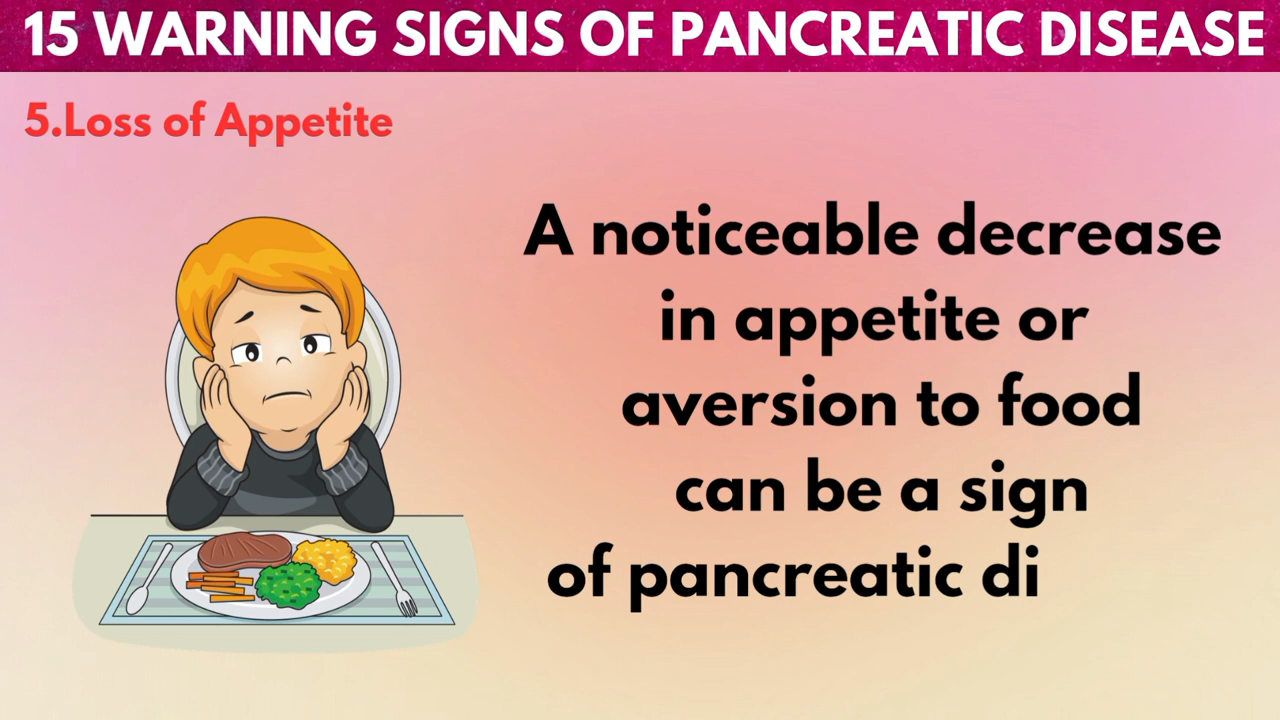 15 WARNING SIGNS OF PANCREATIC DISEASE
5.Loss of Appetite
A noticeable decrease
in appetite or
aversion to food
can be a sign
of pancreatic di